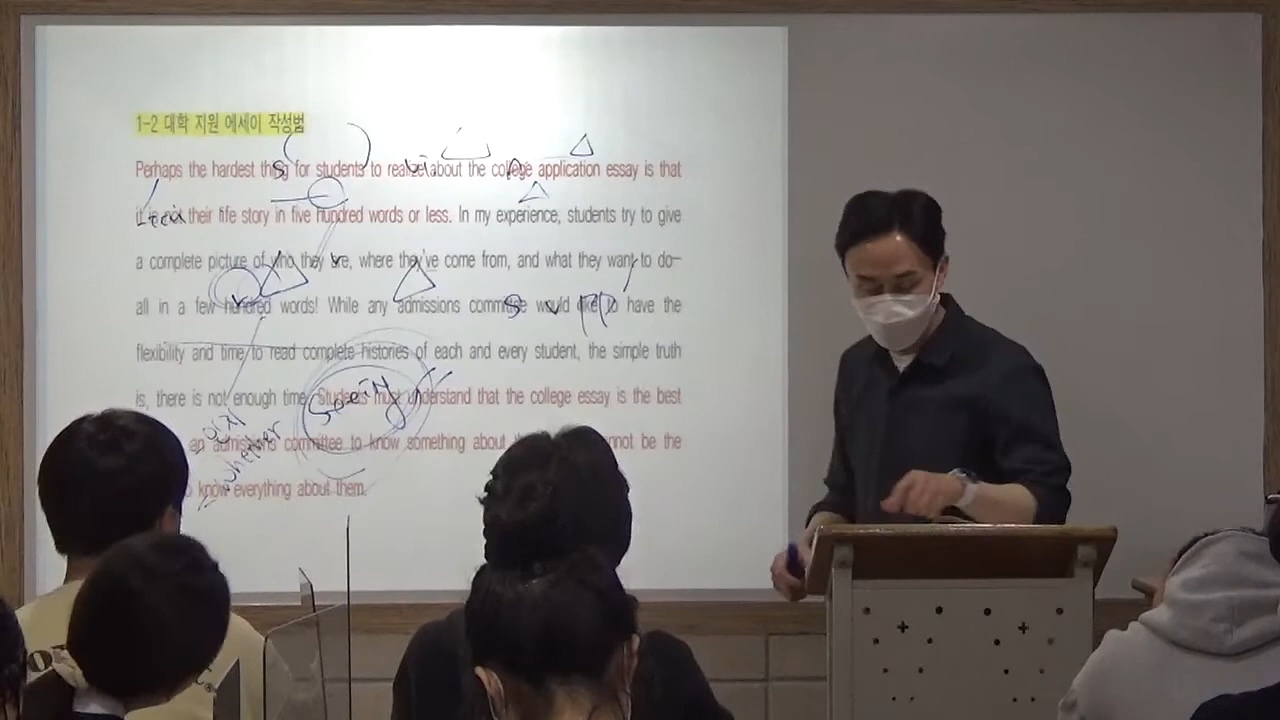 1-2 대학 지원 에세이 작성법
Perhaps the hardest thing for students to realize about the college application essay is that
their life story in five hundred words or less. In my experience, students try to give
a complete picture of who they are, where they've come from, and what they want to do—
all in a few hundred words! While any admissions committee would like to have the
flexibility and time to read complete histories of each and every student, the simple truth
is, there is not enough time. Students must understand that the college essay is the best
an admissions committee to know something about be the
know everything about them.
whether